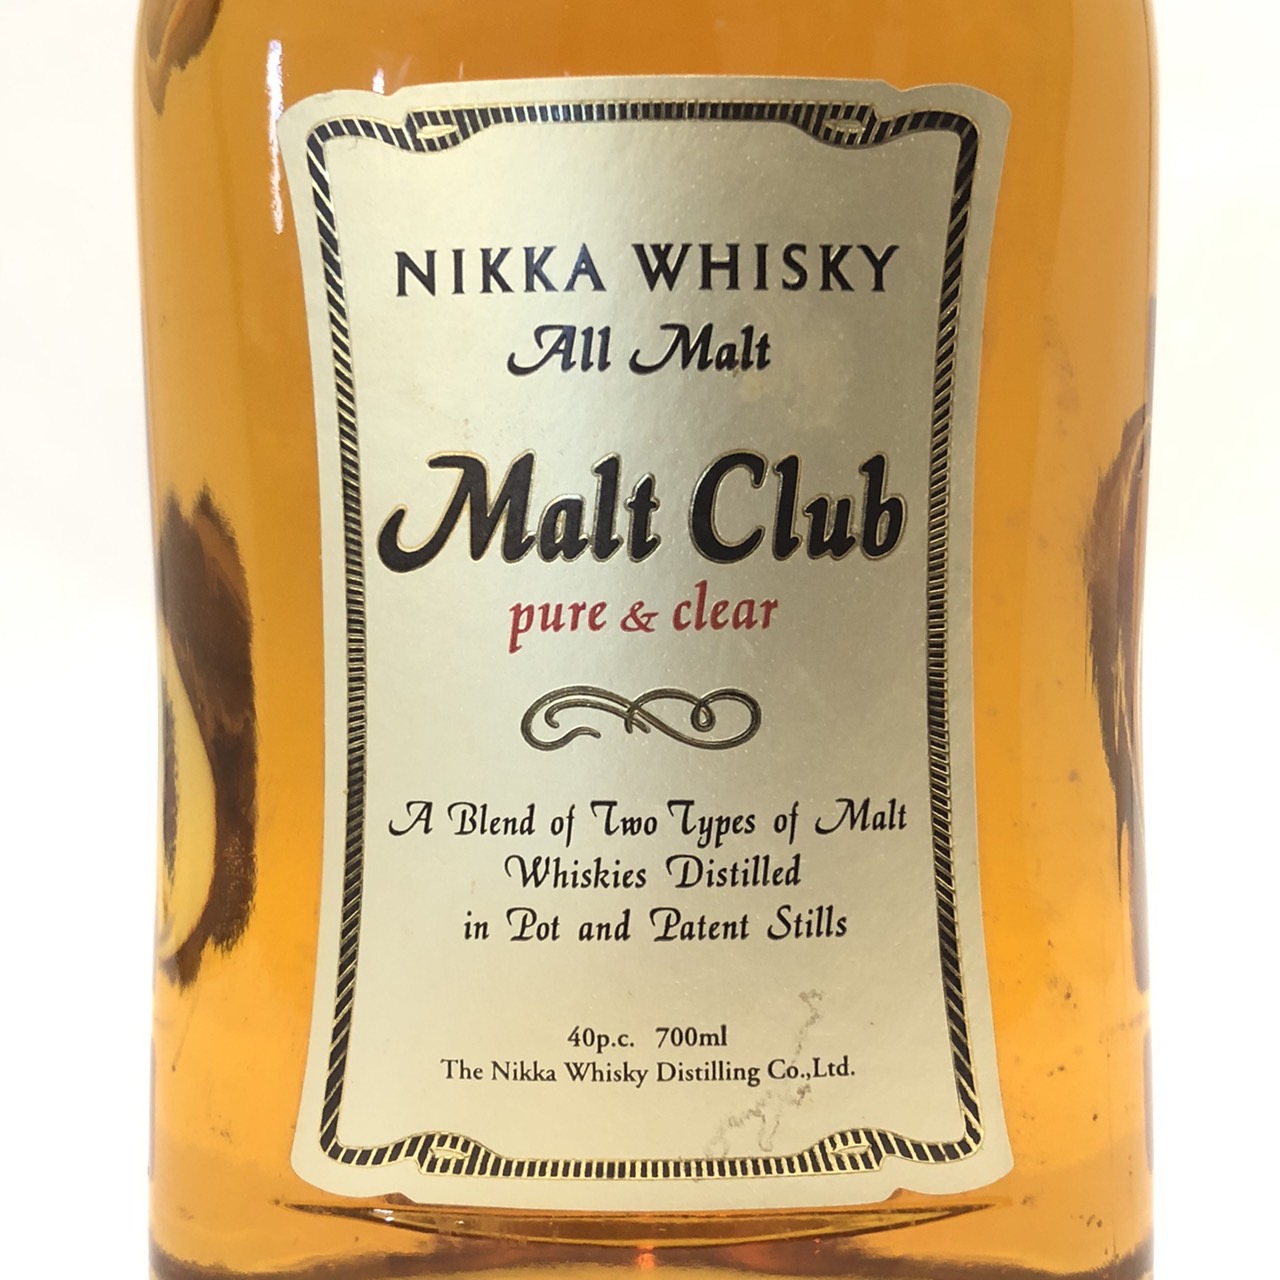 NIKKA WHISKY
All Malt
Malt Club
pure & clear
A Blend of Two Types of Malt
Whiskies Distilled
in Pot and Patent Stills
40p.c. 700ml
The Nikka Whisky Distilling Co.,Ltd.